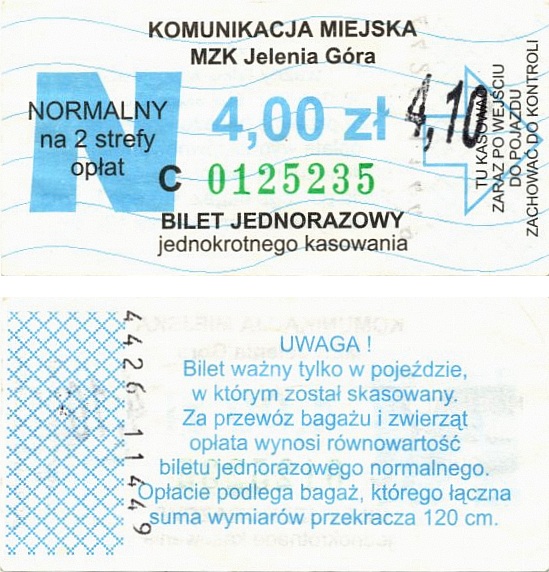 KOMUNIKACJA MIEJSKA
MZK Jelenia Góra
N
NORMALNY
na 2 strefy
opłat
4,00 zł
4,10
C 0125235
BILET JEDNORAZOWY
jednokrotnego kasowania
TU KASOWAĆ
ZARAZ PO WEJŚCIU
DO POJAZDU
ZACHOWAĆ DO KONTROLI
4426 11 449
UWAGA !
Bilet ważny tylko w pojeździe,
w którym został skasowany.
Za przewóz bagażu i zwierząt
opłata wynosi równowartość
biletu jednorazowego normalnego.
Opłacie podlega bagaż, którego łączna
suma wymiarów przekracza 120 cm.